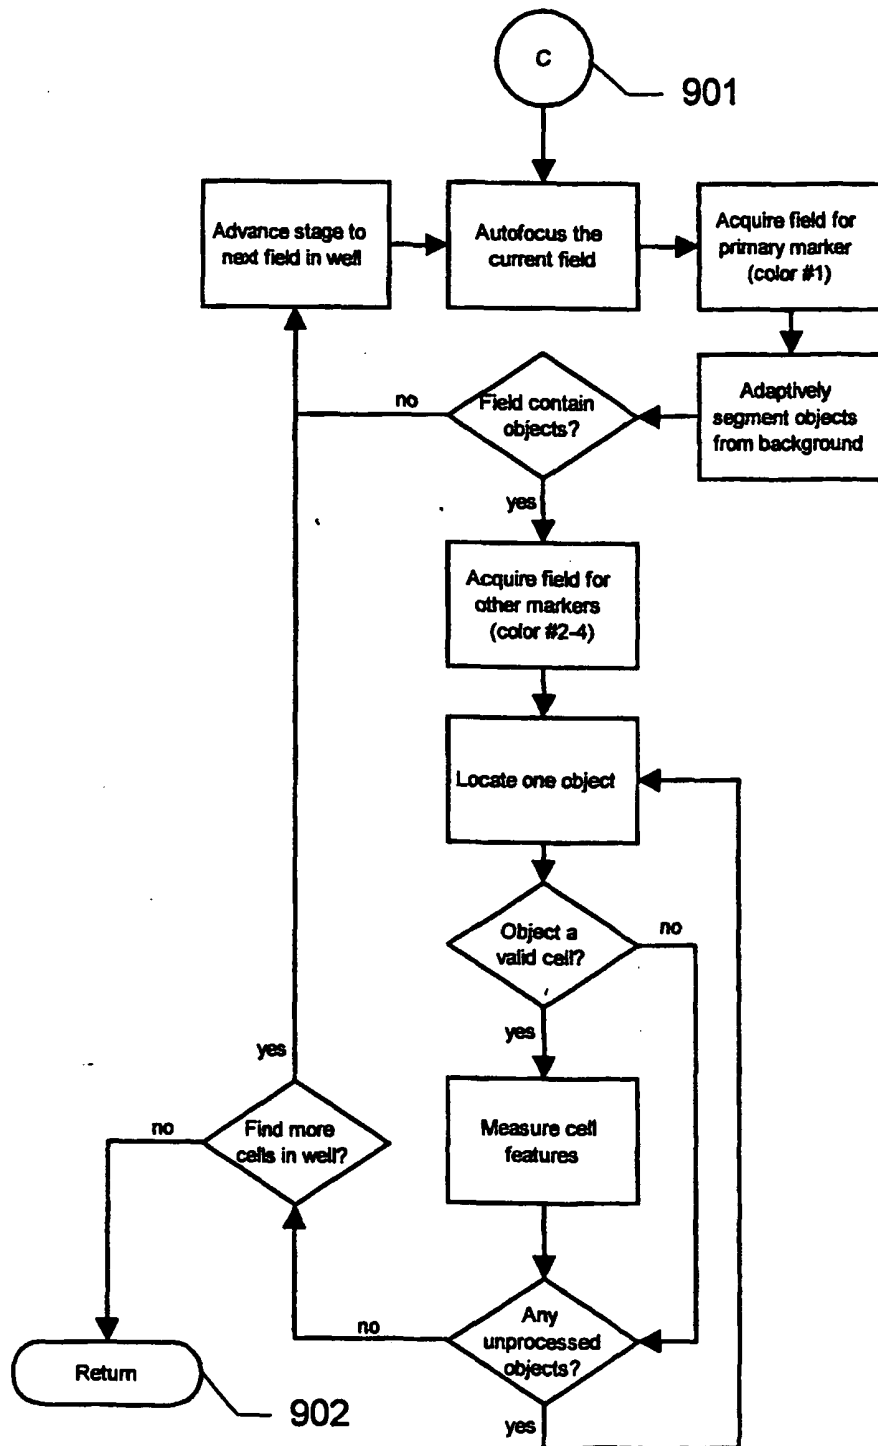 C
901
Advance stage to
next field in well
Autofocus the
current field
Acquire field for
primary marker
(color #1)
Adaptively
segment objects
from background
Field contain
objects?
no
yes
Acquire field for
other markers
(color #2-4)
Locate one object
Object a
valid cell?
no
yes
Measure cell
features
Any
unprocessed
objects?
no
yes
Find more
cells in well?
yes
no
Return
902